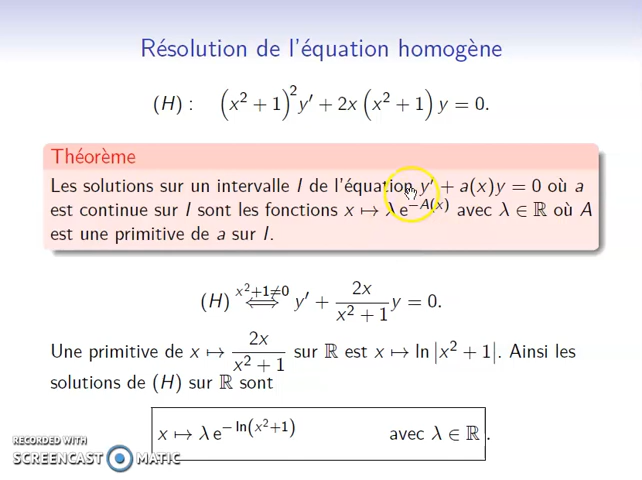 Résolution de l'équation homogène
(H) : (x² + 1)² y′ + 2x (x² + 1) y = 0.
Théorème
Les solutions sur un intervalle I de l'équation y′ + a(x)y = 0 où a
est continue sur I sont les fonctions x ↦ λ e^{−A(x)} avec λ ∈ ℝ où A
est une primitive de a sur I.
(H) x²+1≠0 ⟺ y′ + 2x/(x² + 1) y = 0.
Une primitive de x ↦ 2x/(x² + 1) sur ℝ est x ↦ ln |x² + 1|. Ainsi les
solutions de (H) sur ℝ sont
x ↦ λ e^{−ln(x²+1)} avec λ ∈ ℝ .
RECORDED WITH
SCREENCAST MATIC